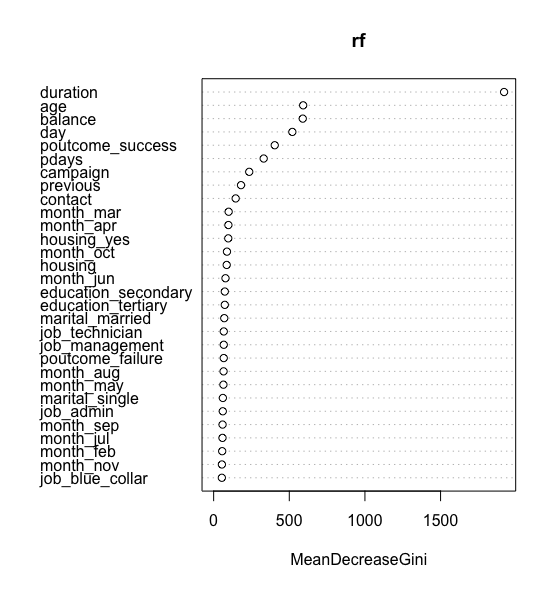 rf
duration
age
balance
day
poutcome_success
pdays
campaign
previous
contact
month_mar
month_apr
housing_yes
month_oct
housing
month_jun
education_secondary
education_tertiary
marital_married
job_technician
job_management
poutcome_failure
month_aug
month_may
marital_single
job_admin
month_sep
month_jul
month_feb
month_nov
job_blue_collar
0 500 1000 1500
MeanDecreaseGini